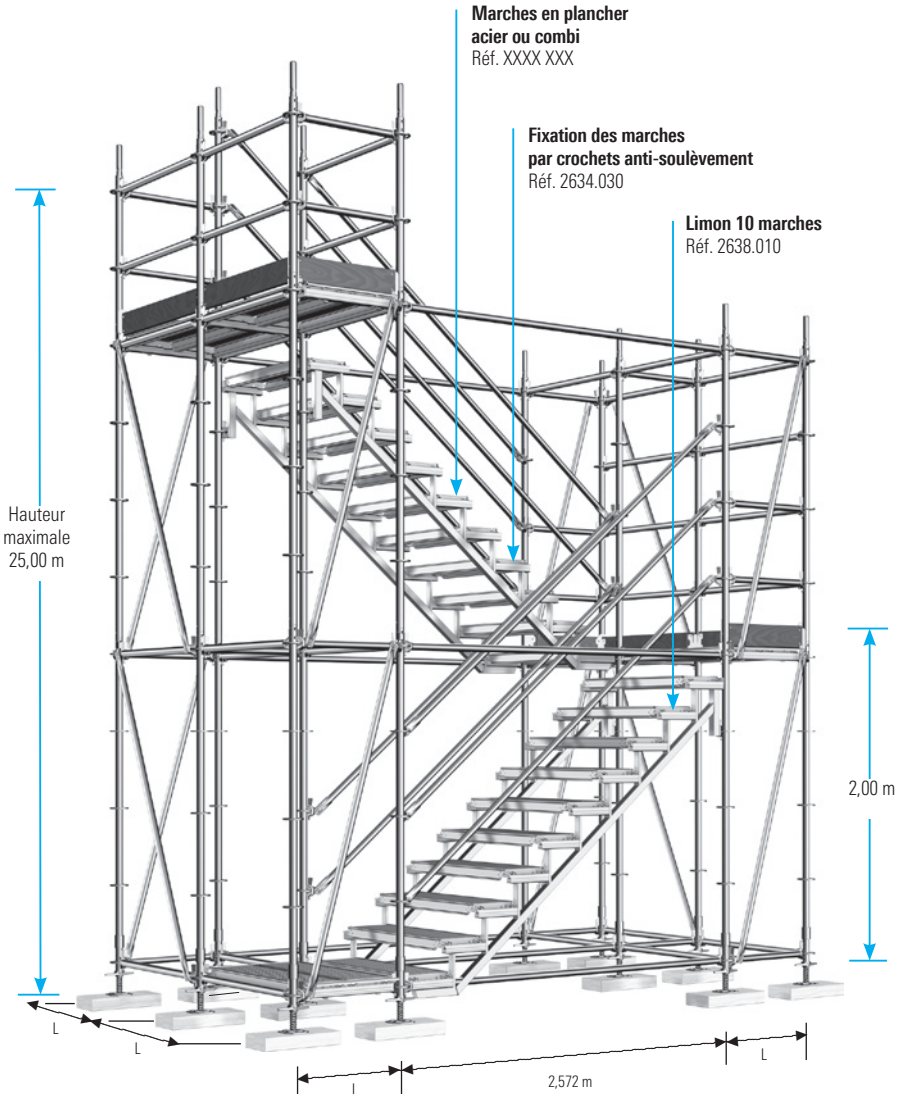 Marches en plancher
acier ou combi
Réf. XXXX XXX
Fixation des marches
par crochets anti-soulèvement
Réf. 2634.030
Limon 10 marches
Réf. 2638.010
Hauteur
maximale
25,00 m
2,00 m
L
L
L
2,572 m
L